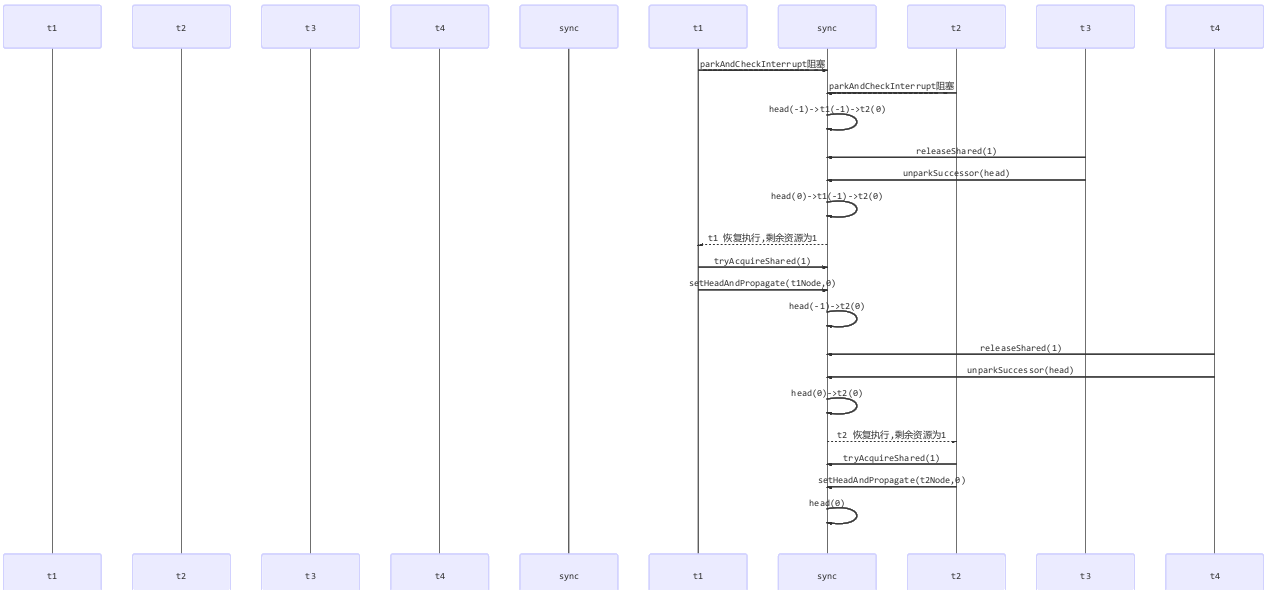 t1 t2 t3 t4 sync t1 sync t2 t3 t4
parkAndCheckInterrupt阻塞
parkAndCheckInterrupt阻塞
head(-1)->t1(-1)->t2(0)
releaseShared(1)
unparkSuccessor(head)
head(0)->t1(-1)->t2(0)
t1 恢复执行,剩余资源为1
tryAcquireShared(1)
setHeadAndPropagate(t1Node,0)
head(-1)->t2(0)
releaseShared(1)
unparkSuccessor(head)
head(0)->t2(0)
t2 恢复执行,剩余资源为1
tryAcquireShared(1)
setHeadAndPropagate(t2Node,0)
head(0)
t1 t2 t3 t4 sync t1 sync t2 t3 t4